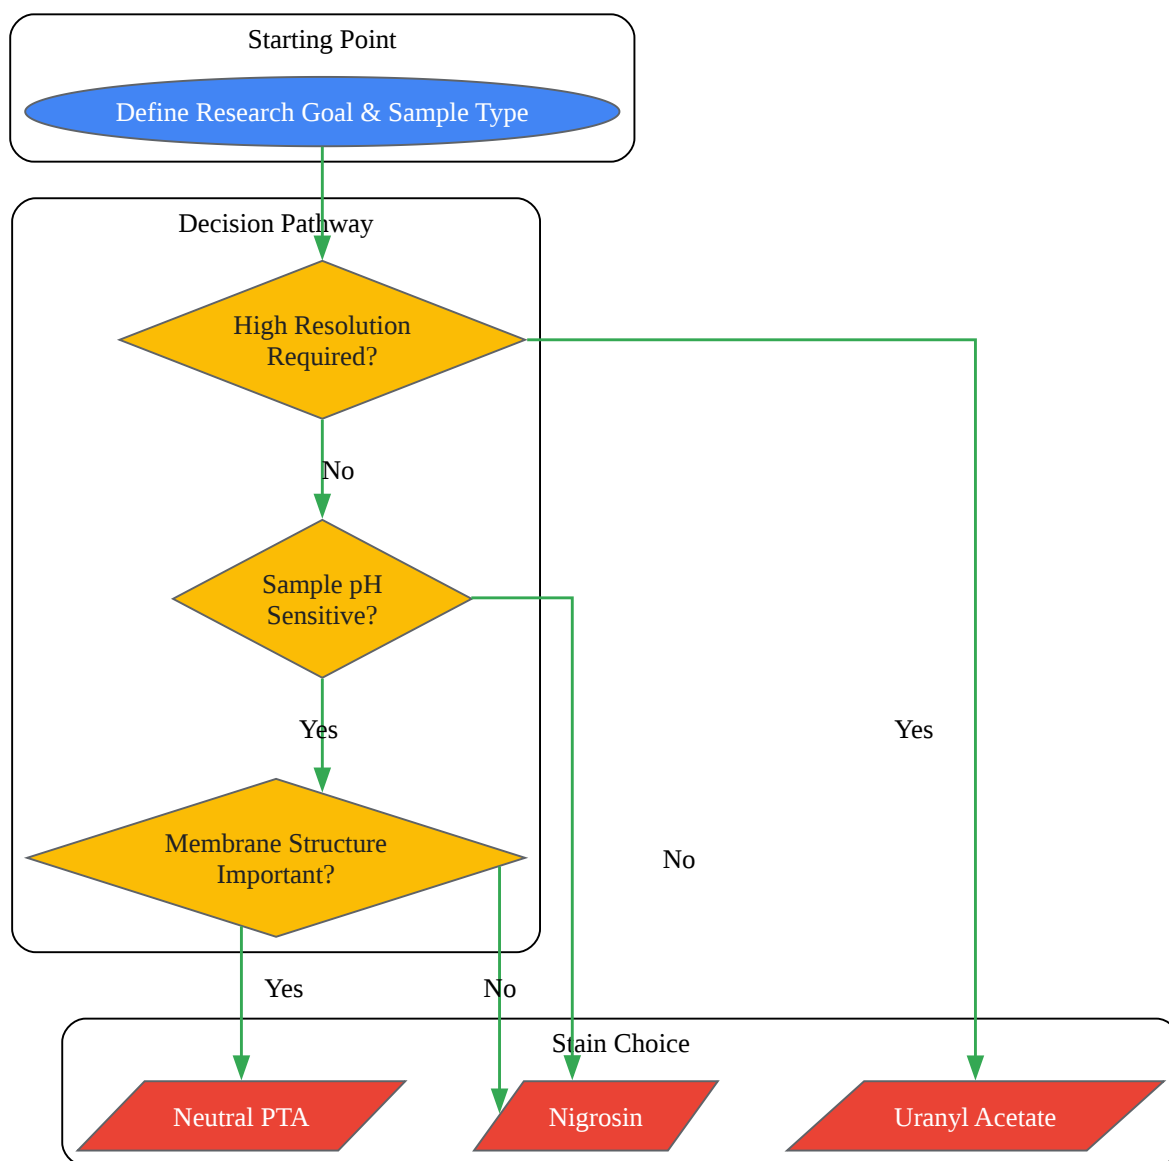 Starting Point
Define Research Goal & Sample Type
Decision Pathway
High Resolution
Required?
No
Sample pH
Sensitive?
Yes
Yes
Membrane Structure
Important?
No
Yes
No
Stain Choice
Neutral PTA
Nigrosin
Uranyl Acetate